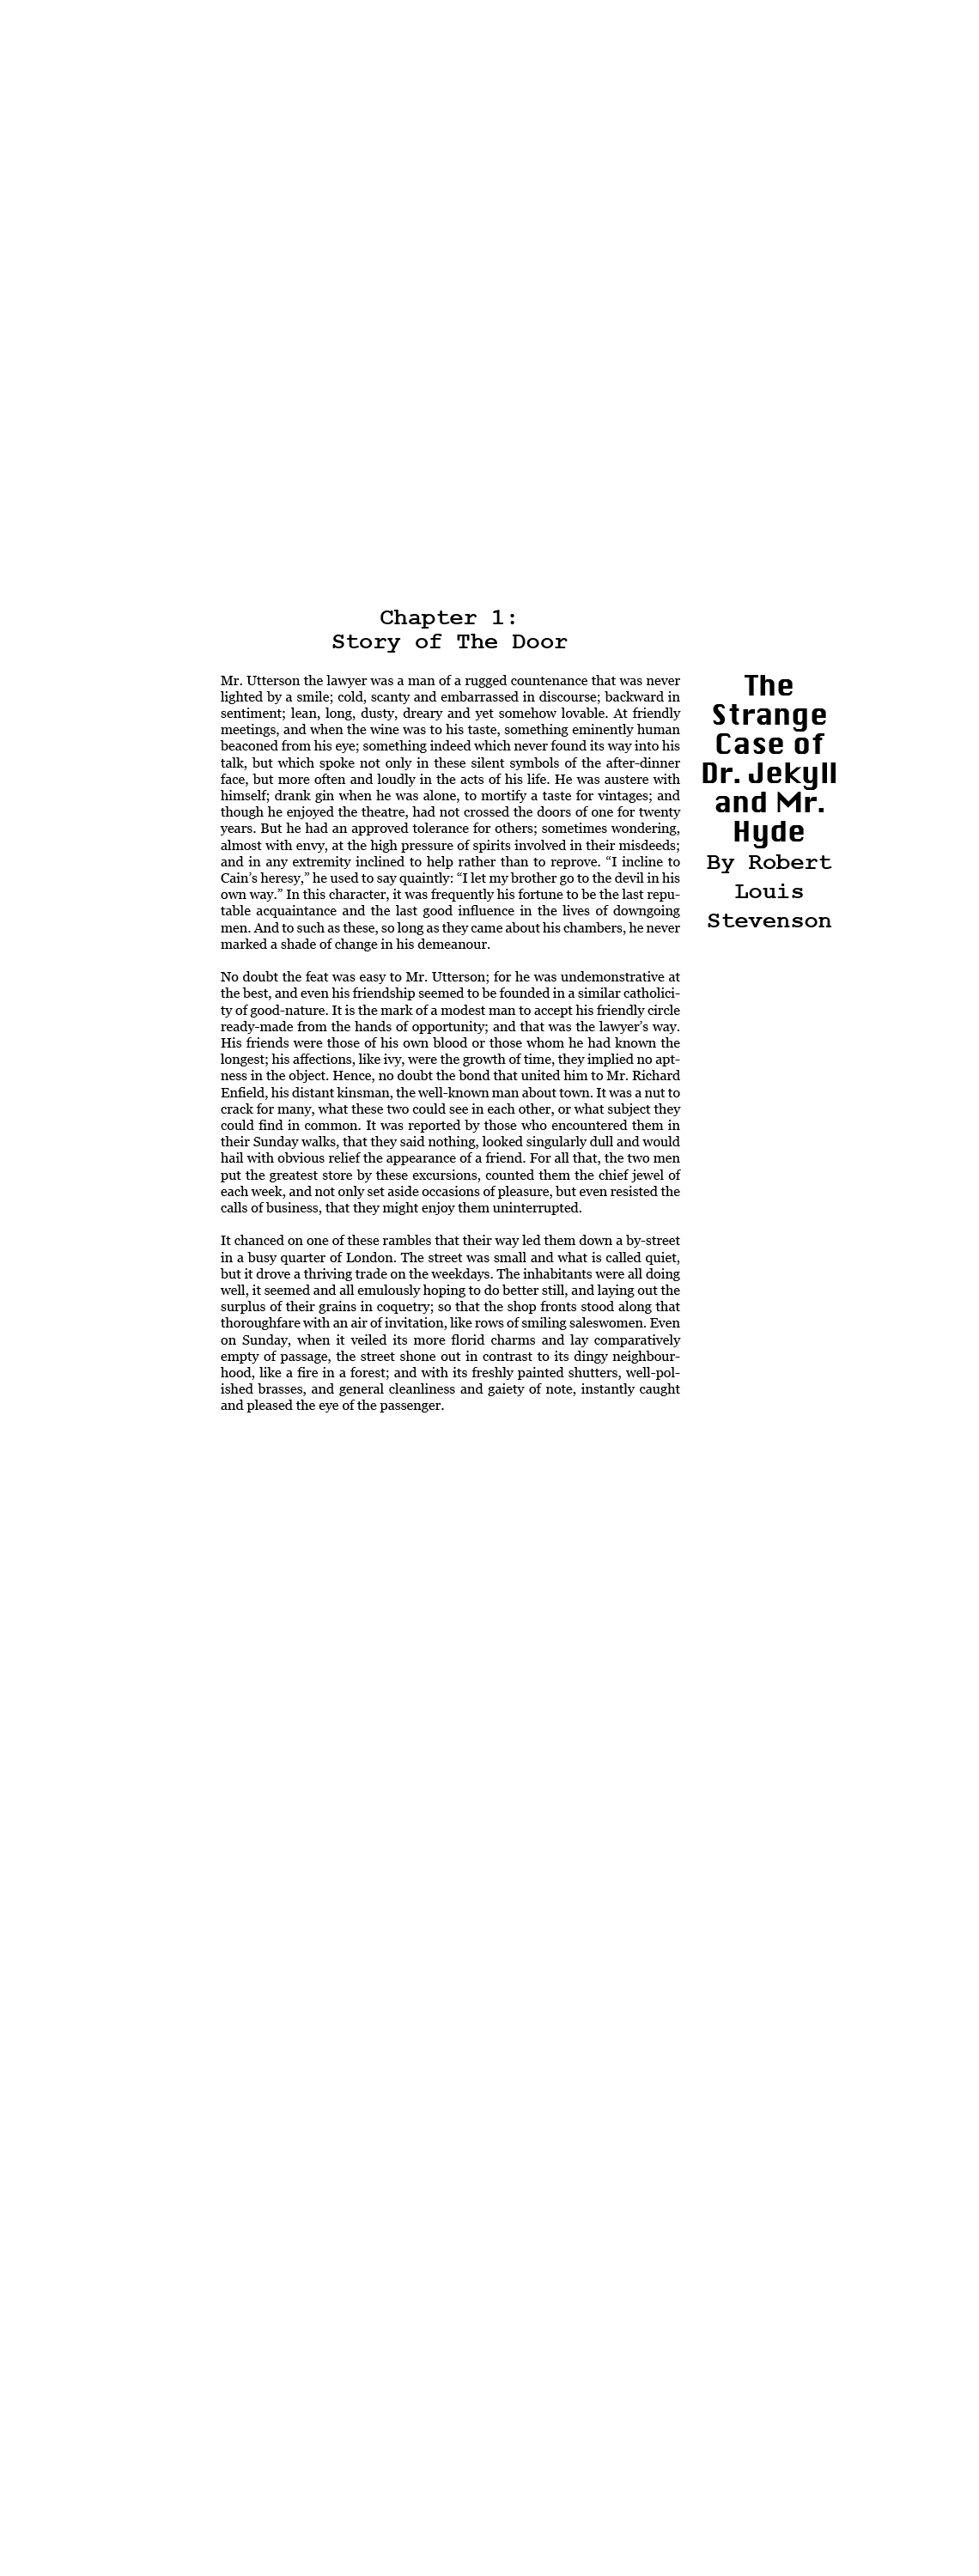 Chapter 1:
Story of The Door
Mr. Utterson the lawyer was a man of a rugged countenance that was never
lighted by a smile; cold, scanty and embarrassed in discourse; backward in
sentiment; lean, long, dusty, dreary and yet somehow lovable. At friendly
meetings, and when the wine was to his taste, something eminently human
beaconed from his eye; something indeed which never found its way into his
talk, but which spoke not only in these silent symbols of the after-dinner
face, but more often and loudly in the acts of his life. He was austere with
himself; drank gin when he was alone, to mortify a taste for vintages; and
though he enjoyed the theatre, had not crossed the doors of one for twenty
years. But he had an approved tolerance for others; sometimes wondering,
almost with envy, at the high pressure of spirits involved in their misdeeds;
and in any extremity inclined to help rather than to reprove. “I incline to
Cain’s heresy,” he used to say quaintly: “I let my brother go to the devil in his
own way.” In this character, it was frequently his fortune to be the last repu-
table acquaintance and the last good influence in the lives of downgoing
men. And to such as these, so long as they came about his chambers, he never
marked a shade of change in his demeanour.
No doubt the feat was easy to Mr. Utterson; for he was undemonstrative at
the best, and even his friendship seemed to be founded in a similar catholici-
ty of good-nature. It is the mark of a modest man to accept his friendly circle
ready-made from the hands of opportunity; and that was the lawyer’s way.
His friends were those of his own blood or those whom he had known the
longest; his affections, like ivy, were the growth of time, they implied no apt-
ness in the object. Hence, no doubt the bond that united him to Mr. Richard
Enfield, his distant kinsman, the well-known man about town. It was a nut to
crack for many, what these two could see in each other, or what subject they
could find in common. It was reported by those who encountered them in
their Sunday walks, that they said nothing, looked singularly dull and would
hail with obvious relief the appearance of a friend. For all that, the two men
put the greatest store by these excursions, counted them the chief jewel of
each week, and not only set aside occasions of pleasure, but even resisted the
calls of business, that they might enjoy them uninterrupted.
It chanced on one of these rambles that their way led them down a by-street
in a busy quarter of London. The street was small and what is called quiet,
but it drove a thriving trade on the weekdays. The inhabitants were all doing
well, it seemed and all emulously hoping to do better still, and laying out the
surplus of their grains in coquetry; so that the shop fronts stood along that
thoroughfare with an air of invitation, like rows of smiling saleswomen. Even
on Sunday, when it veiled its more florid charms and lay comparatively
empty of passage, the street shone out in contrast to its dingy neighbour-
hood, like a fire in a forest; and with its freshly painted shutters, well-pol-
ished brasses, and general cleanliness and gaiety of note, instantly caught
and pleased the eye of the passenger.
The
Strange
Case of
Dr. Jekyll
and Mr.
Hyde
By Robert
Louis
Stevenson